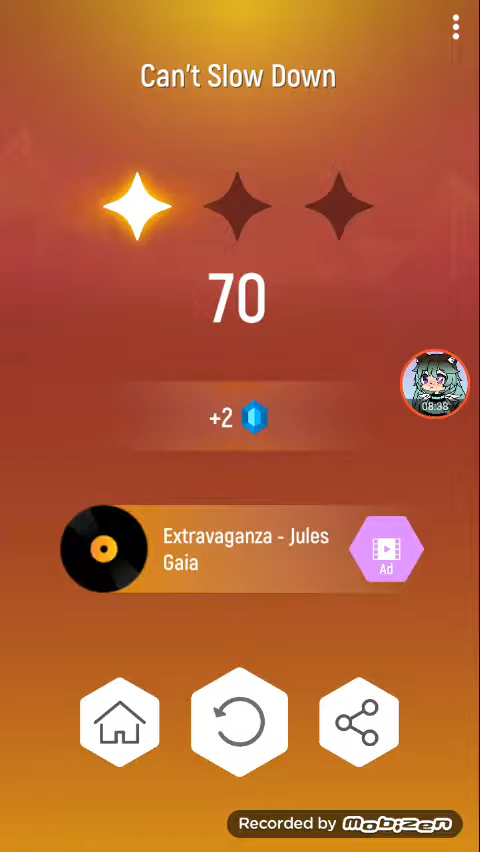 Can't Slow Down
70
+2
08:38
Extravaganza - Jules
Gaia
Ad
Recorded by Mobizen